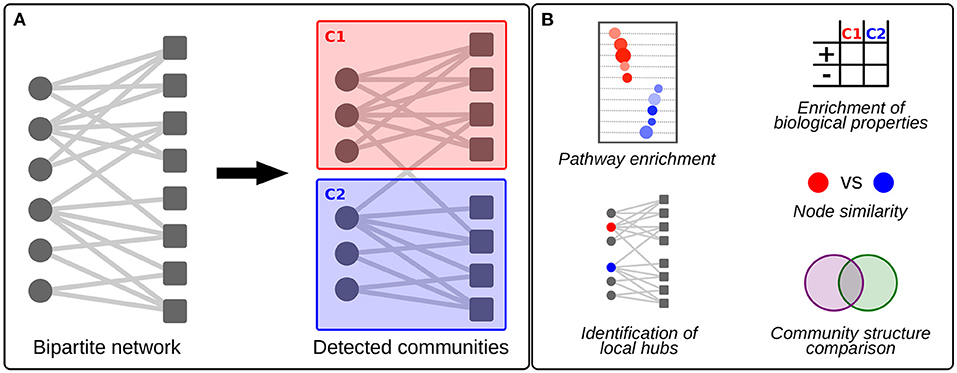 A
Bipartite network
C1
C2
Detected communities
B
Pathway enrichment
C1 C2
+
-
Enrichment of
biological properties
VS
Node similarity
Identification of
local hubs
Community structure
comparison